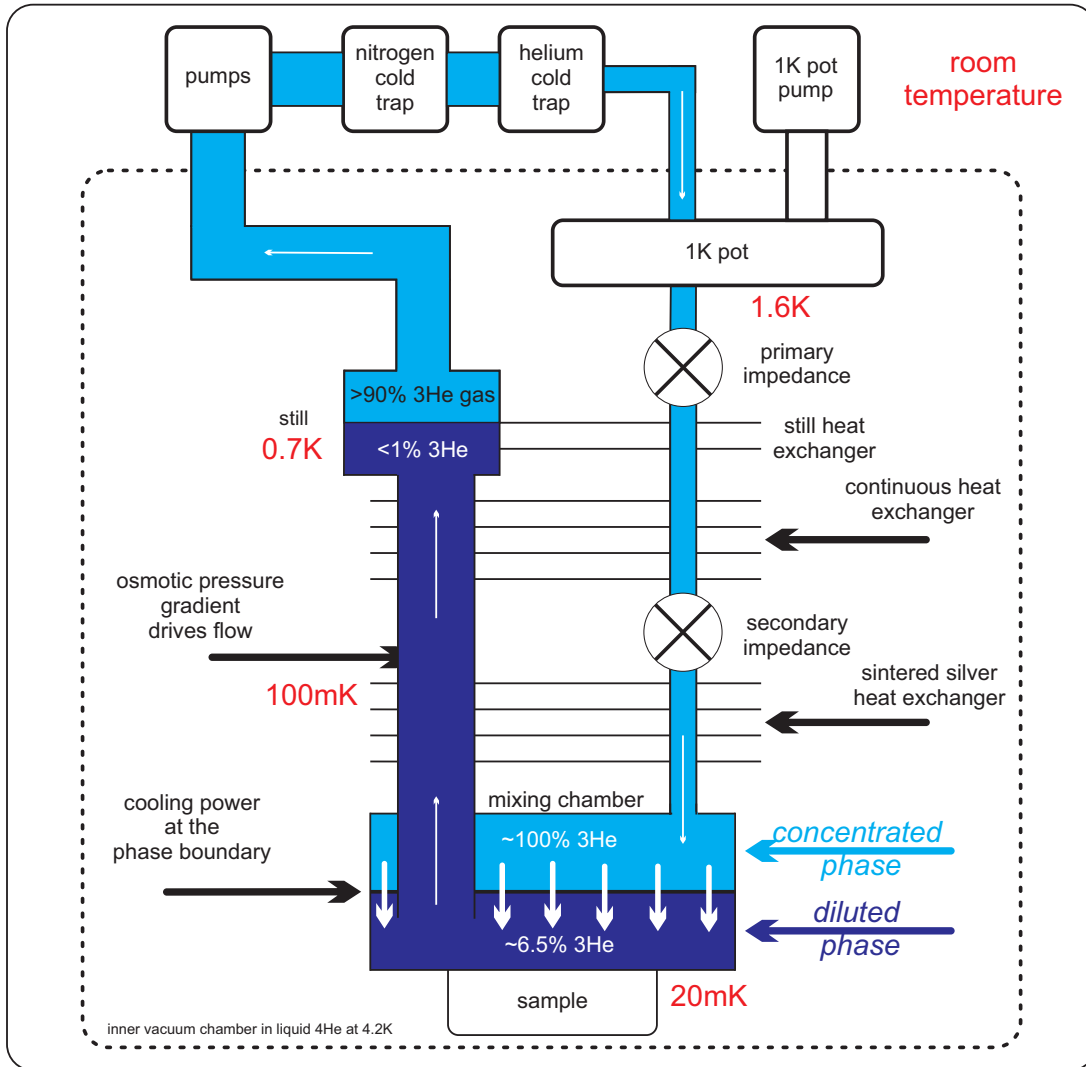 pumps
nitrogen
cold
trap
helium
cold
trap
1K pot
pump
room
temperature
1K pot
1.6K
primary
impedance
>90% 3He gas
still
0.7K
<1% 3He
still heat
exchanger
continuous heat
exchanger
osmotic pressure
gradient
drives flow
secondary
impedance
100mK
sintered silver
heat exchanger
cooling power
at the
phase boundary
mixing chamber
~100% 3He
concentrated
phase
diluted
phase
~6.5% 3He
sample
20mK
inner vacuum chamber in liquid 4He at 4.2K